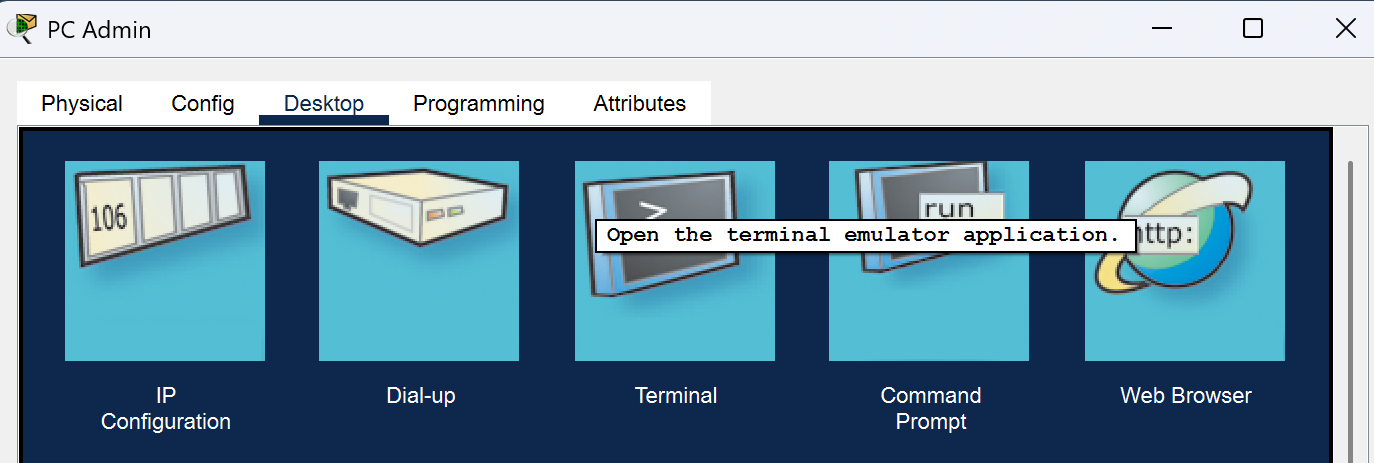 PC Admin
Physical Config Desktop Programming Attributes
106
>
run
http:
Open the terminal emulator application.
IP
Configuration
Dial-up
Terminal
Command
Prompt
Web Browser